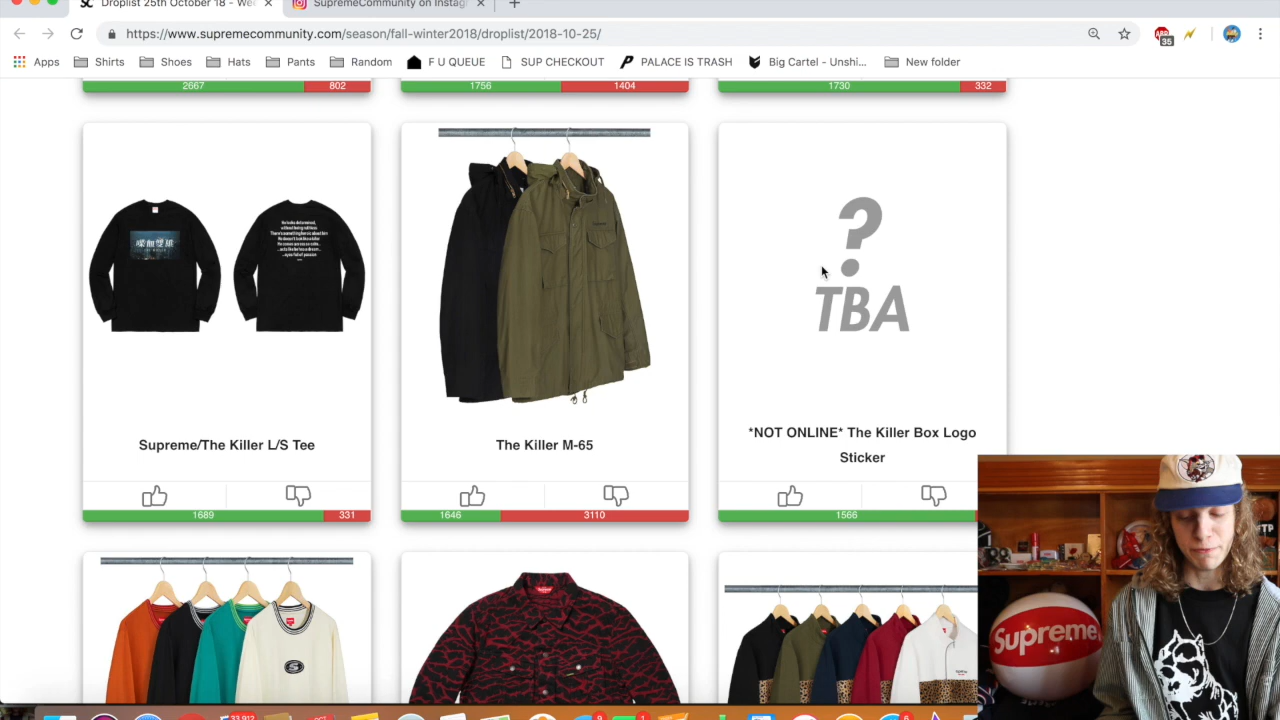 Droplist 25th October 18 - We
SupremeCommunity on Instag
https://www.supremecommunity.com/season/fall-winter2018/droplist/2018-10-25/
35
Apps
Shirts
Shoes
Hats
Pants
Random
F U QUEUE
SUP CHECKOUT
PALACE IS TRASH
Big Cartel - Unshi...
New folder
2667
802
1756
1404
1730
332
?
TBA
Supreme/The Killer L/S Tee
The Killer M-65
*NOT ONLINE* The Killer Box Logo
Sticker
1689
331
1646
3110
1566
Supreme
S
33,912